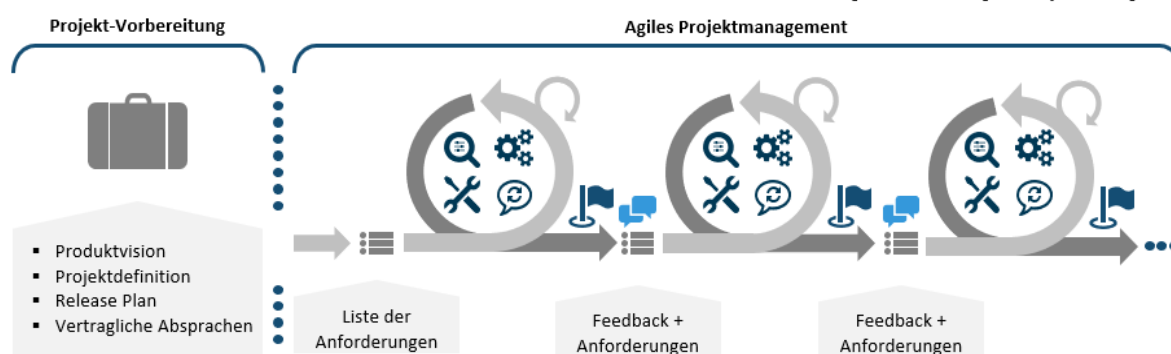 Projekt-Vorbereitung
Agiles Projektmanagement
Produktvision
Projektdefinition
Release Plan
Vertragliche Absprachen
Liste der
Anforderungen
Feedback +
Anforderungen
Feedback +
Anforderungen